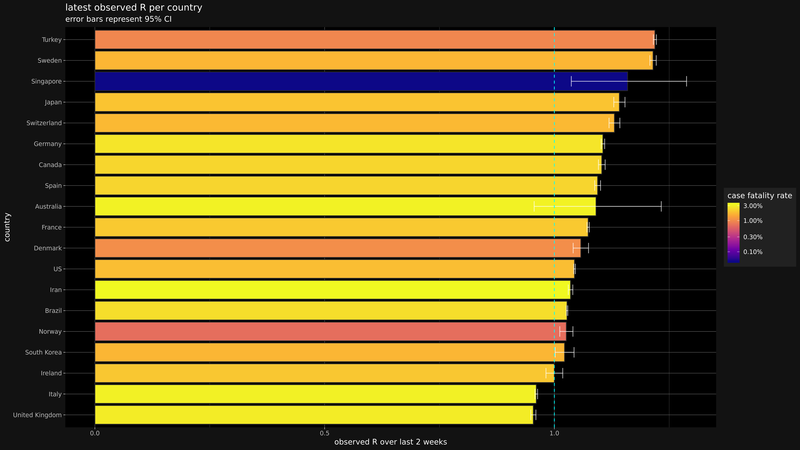 latest observed R per country
error bars represent 95% CI
country
Turkey
Sweden
Singapore
Japan
Switzerland
Germany
Canada
Spain
Australia
France
Denmark
US
Iran
Brazil
Norway
South Korea
Ireland
Italy
United Kingdom
0.0 0.5 1.0
observed R over last 2 weeks
case fatality rate
3.00%
1.00%
0.30%
0.10%